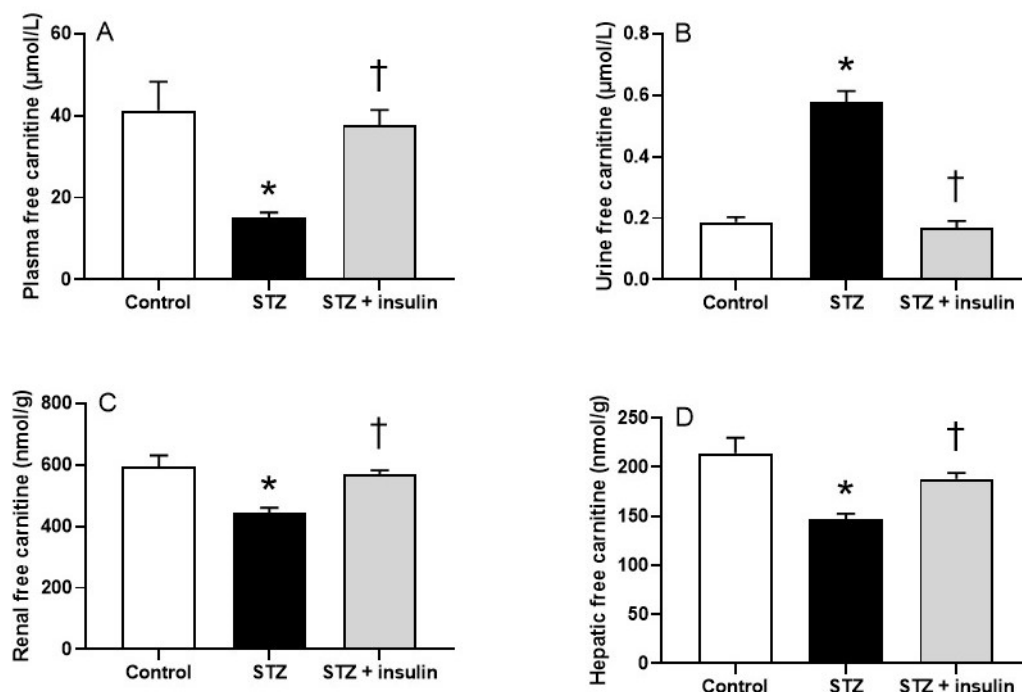 A
Plasma free carnitine (µmol/L)
60
40
20
0
*
†
Control STZ STZ + insulin
B
Urine free carnitine (µmol/L)
0.8
0.6
0.4
0.2
0.0
*
†
Control STZ STZ + insulin
C
Renal free carnitine (nmol/g)
800
600
400
200
0
*
†
Control STZ STZ + insulin
D
Hepatic free carnitine (nmol/g)
250
200
150
100
50
0
*
†
Control STZ STZ + insulin